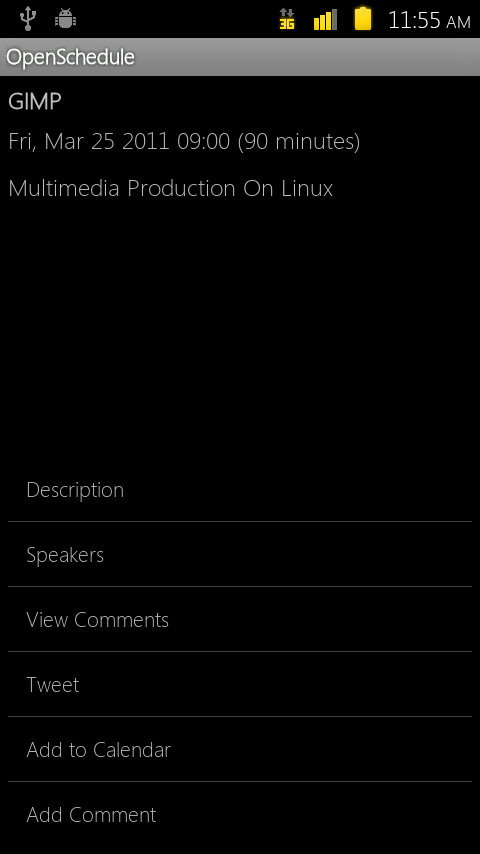 3G
11:55 AM
OpenSchedule
GIMP
Fri, Mar 25 2011 09:00 (90 minutes)
Multimedia Production On Linux
Description
Speakers
View Comments
Tweet
Add to Calendar
Add Comment